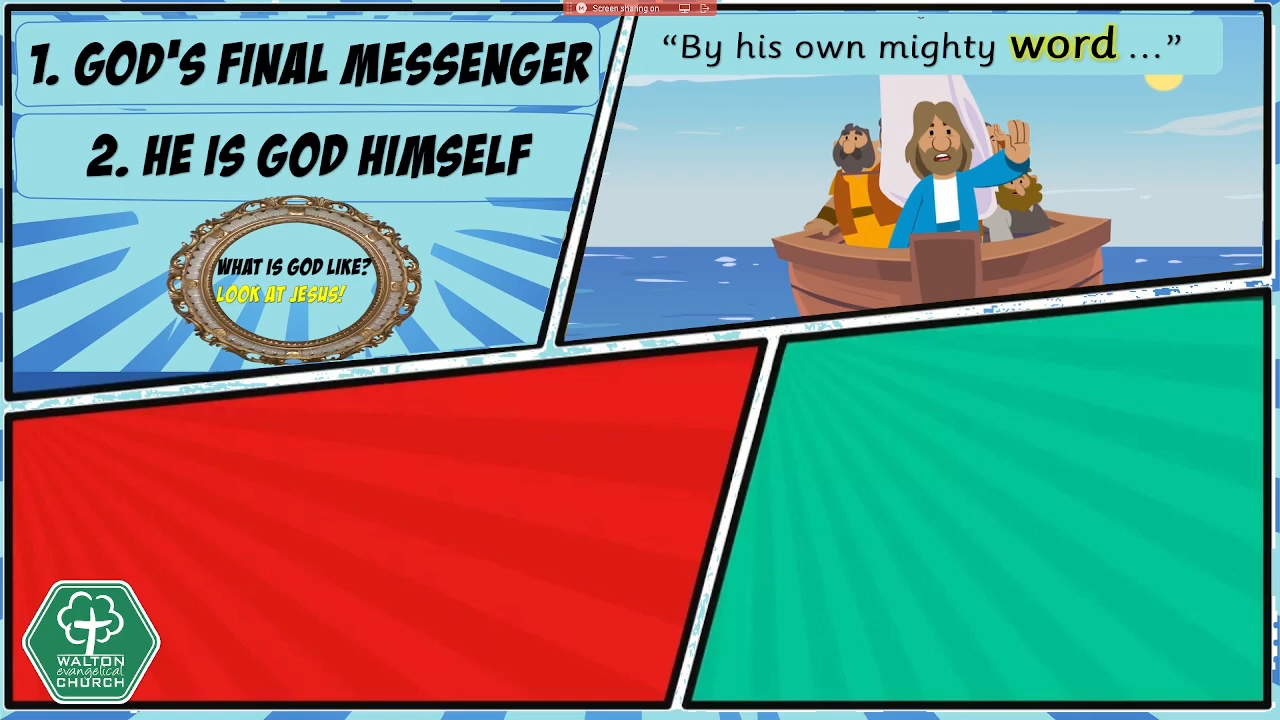 Screen sharing on
1. GOD'S FINAL MESSENGER
2. HE IS GOD HIMSELF
WHAT IS GOD LIKE?
LOOK AT JESUS!
“By his own mighty word ...”
WALTON
evangelical
CHURCH